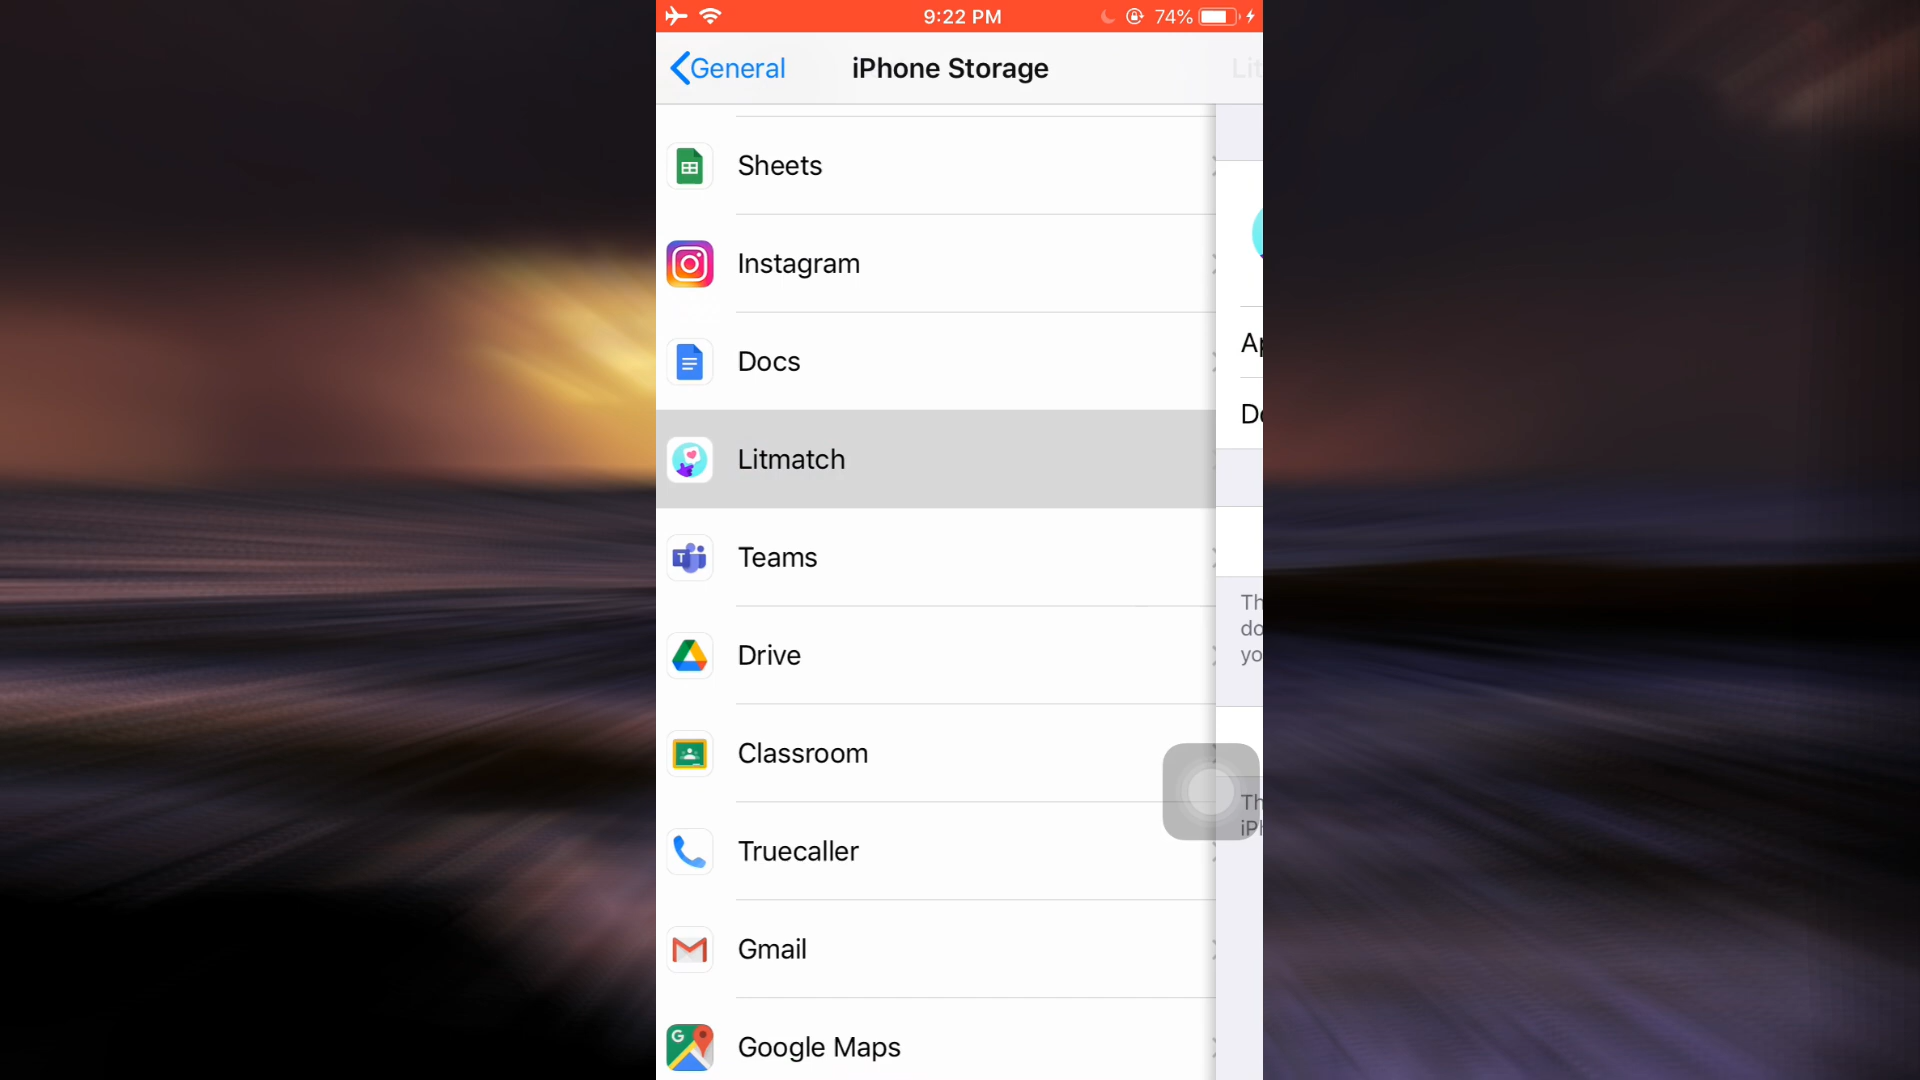 9:22 PM
74%
General
iPhone Storage
Lit
Sheets
Instagram
Docs
Litmatch
Teams
Drive
Classroom
Truecaller
Gmail
Google Maps
Th
do
yo
Th
iPh